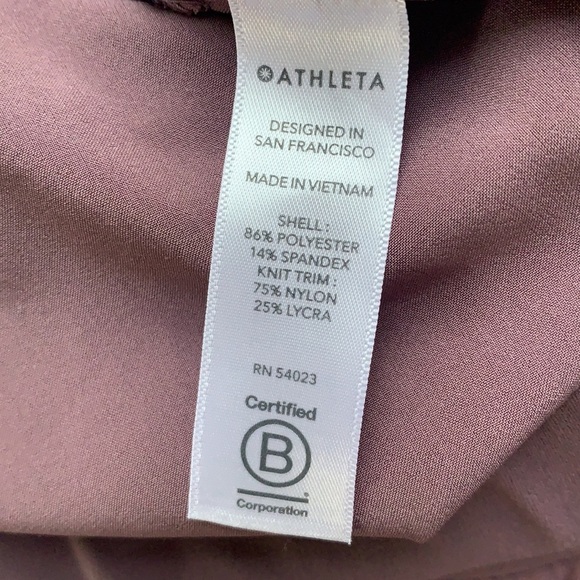 ATHLETA
DESIGNED IN
SAN FRANCISCO
MADE IN VIETNAM
SHELL :
86% POLYESTER
14% SPANDEX
KNIT TRIM :
75% NYLON
25% LYCRA
RN 54023
Certified
B
Corporation